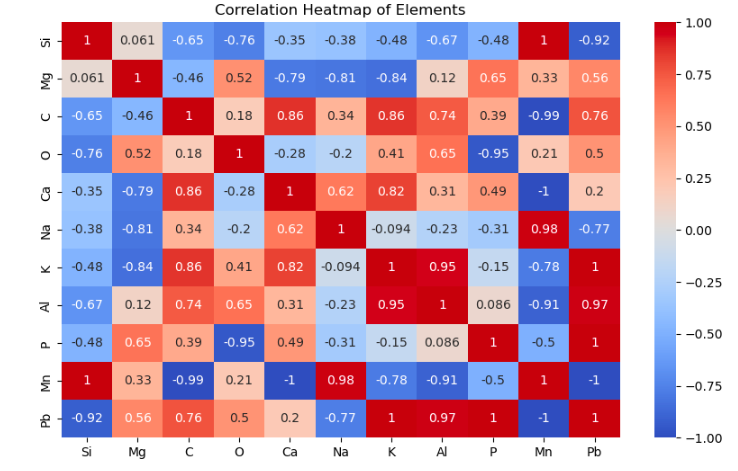 Correlation Heatmap of Elements
Si 1 0.061 -0.65 -0.76 -0.35 -0.38 -0.48 -0.67 -0.48 1 -0.92
Mg 0.061 1 -0.46 0.52 -0.79 -0.81 -0.84 0.12 0.65 0.33 0.56
C -0.65 -0.46 1 0.18 0.86 0.34 0.86 0.74 0.39 -0.99 0.76
O -0.76 0.52 0.18 1 -0.28 -0.2 0.41 0.65 -0.95 0.21 0.5
Ca -0.35 -0.79 0.86 -0.28 1 0.62 0.82 0.31 0.49 -1 0.2
Na -0.38 -0.81 0.34 -0.2 0.62 1 -0.094 -0.23 -0.31 0.98 -0.77
K -0.48 -0.84 0.86 0.41 0.82 -0.094 1 0.95 -0.15 -0.78 1
Al -0.67 0.12 0.74 0.65 0.31 -0.23 0.95 1 0.086 -0.91 0.97
P -0.48 0.65 0.39 -0.95 0.49 -0.31 -0.15 0.086 1 -0.5 1
Mn 1 0.33 -0.99 0.21 -1 0.98 -0.78 -0.91 -0.5 1 -1
Pb -0.92 0.56 0.76 0.5 0.2 -0.77 1 0.97 1 -1 1
Si Mg C O Ca Na K Al P Mn Pb
1.00
0.75
0.50
0.25
0.00
−0.25
−0.50
−0.75
−1.00